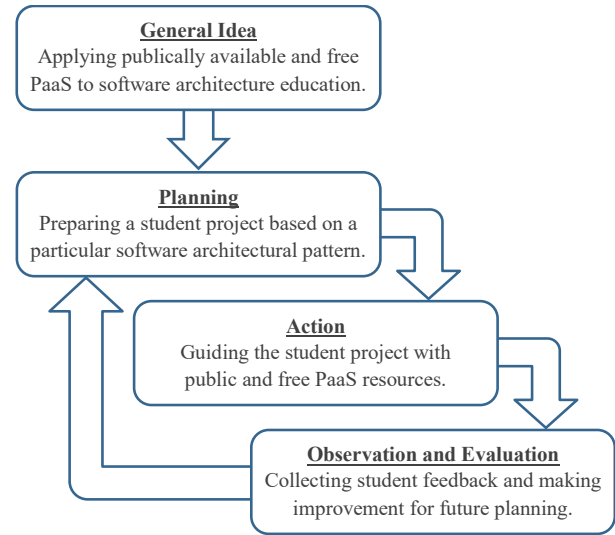 General Idea
Applying publically available and free
PaaS to software architecture education.
Planning
Preparing a student project based on a
particular software architectural pattern.
Action
Guiding the student project with
public and free PaaS resources.
Observation and Evaluation
Collecting student feedback and making
improvement for future planning.